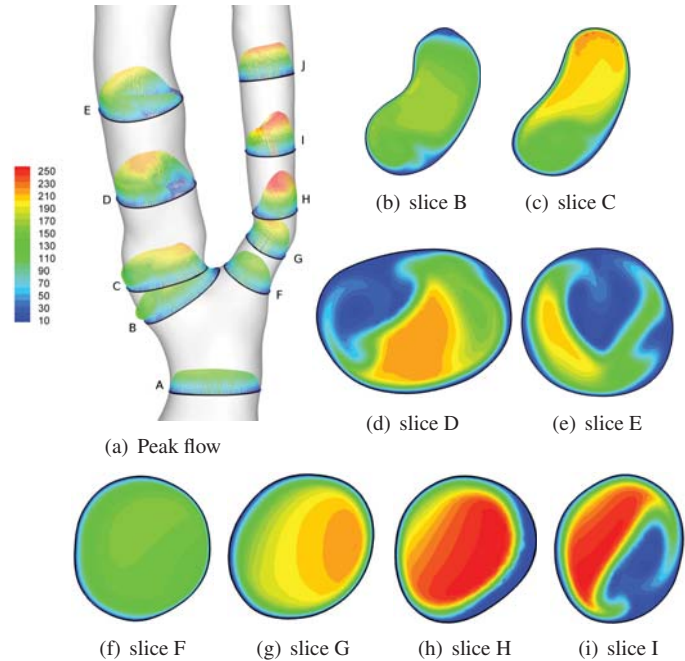 J
E
I
250
230
210
190
170
150
130
110
90
70
50
30
10
D
H
G
C
F
B
A
(a) Peak flow
(b) slice B
(c) slice C
(d) slice D
(e) slice E
(f) slice F
(g) slice G
(h) slice H
(i) slice I